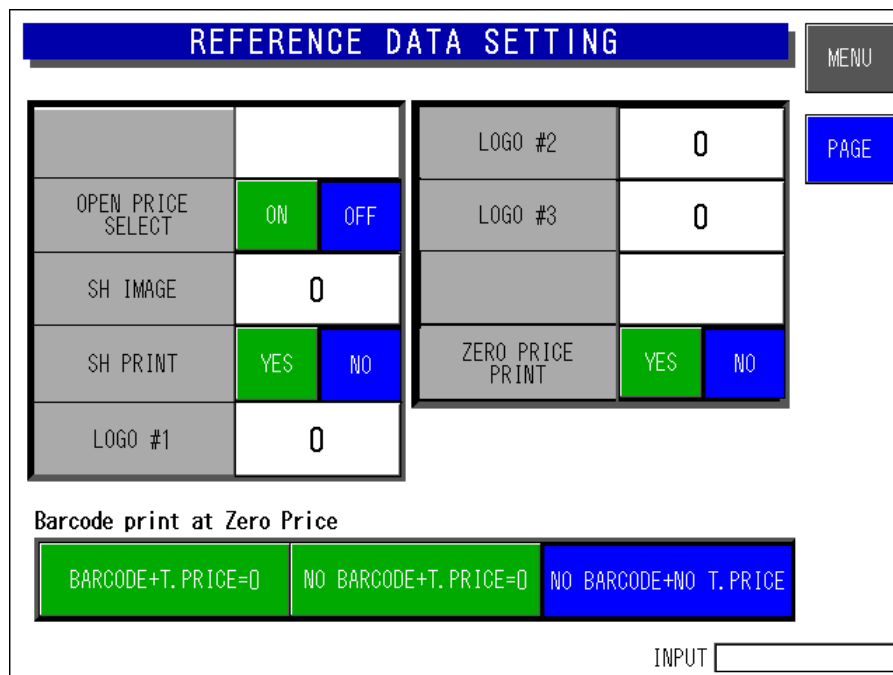 REFERENCE DATA SETTING
MENU
PAGE
OPEN PRICE
SELECT
ON
OFF
SH IMAGE
0
SH PRINT
YES
NO
LOGO #1
0
LOGO #2
0
LOGO #3
0
ZERO PRICE
PRINT
YES
NO
Barcode print at Zero Price
BARCODE+T.PRICE=0
NO BARCODE+T.PRICE=0
NO BARCODE+NO T.PRICE
INPUT